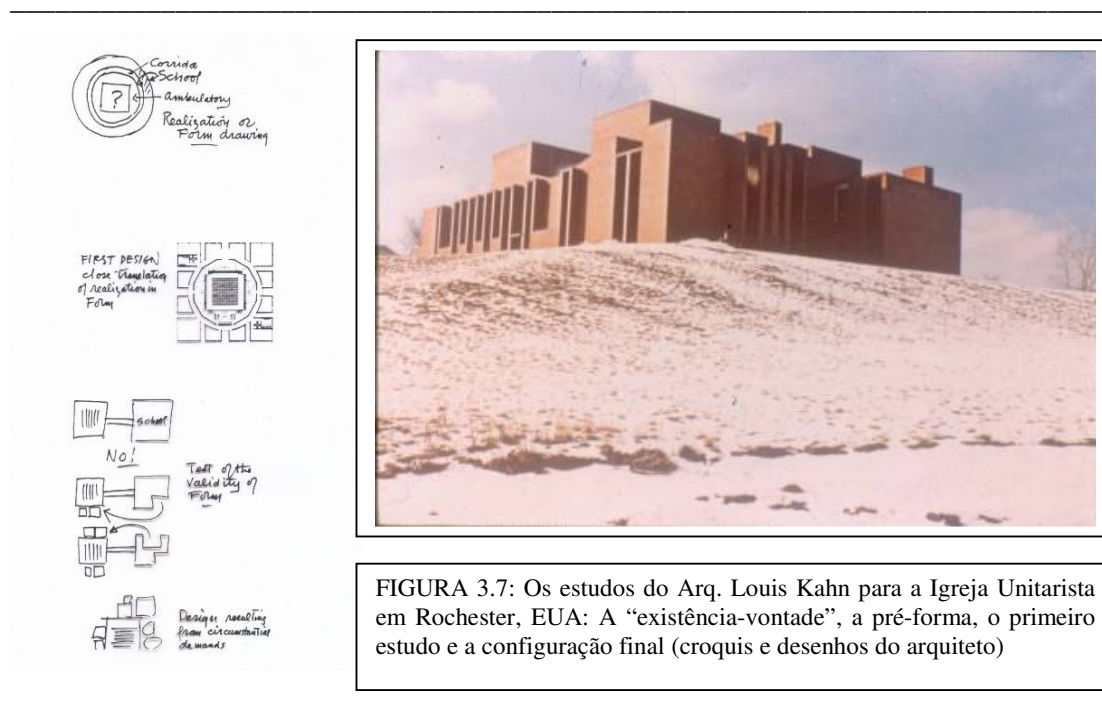 Corridor
School
?
Ambulatory
Realization or
Form drawing
FIRST DESIGN
close translation
of realization in
Form
School
NO!
Test of the
Validity of
Form
Design resulting
from circumstantial
demands
FIGURA 3.7: Os estudos do Arq. Louis Kahn para a Igreja Unitarista
em Rochester, EUA: A “existência-vontade”, a pré-forma, o primeiro
estudo e a configuração final (croquis e desenhos do arquiteto)